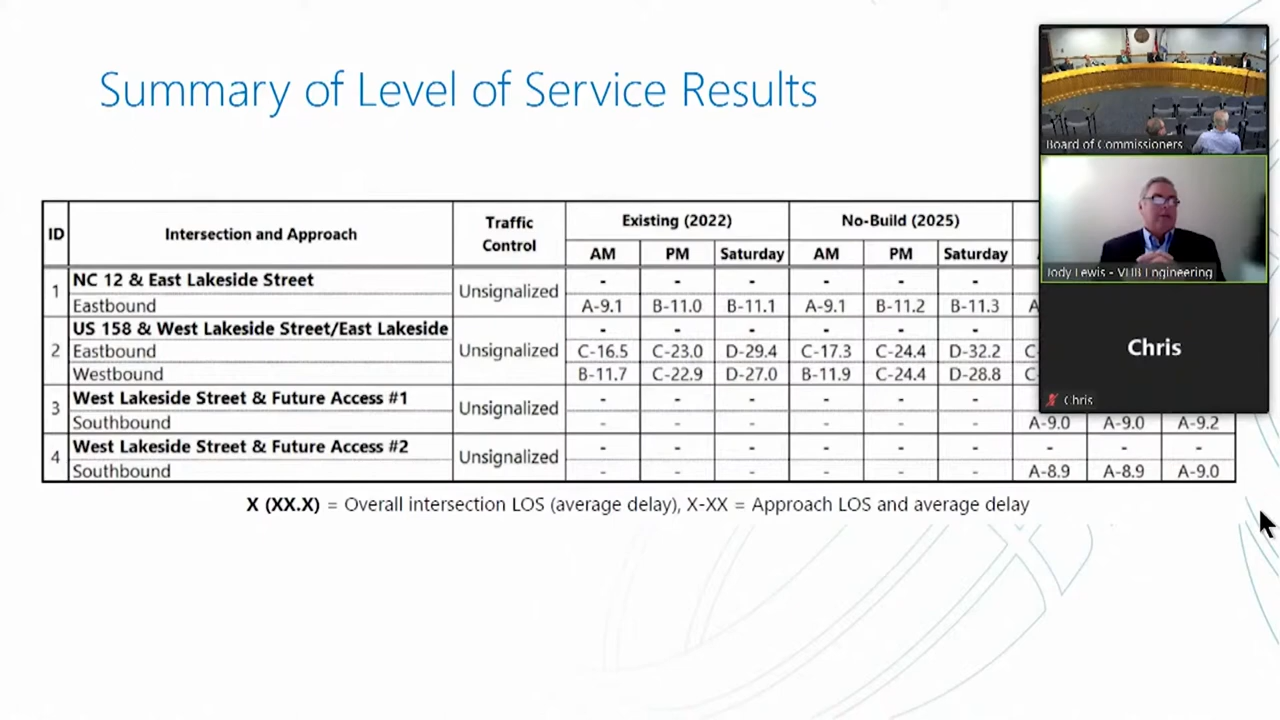 Summary of Level of Service Results
ID Intersection and Approach Traffic Control Existing (2022) No-Build (2025)
AM PM Saturday AM PM Saturday
1 NC 12 & East Lakeside Street Unsignalized - - - - - -
Eastbound A-9.1 B-11.0 B-11.1 A-9.1 B-11.2 B-11.3 A
2 US 158 & West Lakeside Street/East Lakeside Unsignalized - - - - - -
Eastbound C-16.5 C-23.0 D-29.4 C-17.3 C-24.4 D-32.2 C-
Westbound B-11.7 C-22.9 D-27.0 B-11.9 C-24.4 D-28.8 C-
3 West Lakeside Street & Future Access #1 Unsignalized - - - - - -
Southbound - - - - - - A-9.0 A-9.0 A-9.2
4 West Lakeside Street & Future Access #2 Unsignalized - - - - - - - - -
Southbound - - - - - - A-8.9 A-8.9 A-9.0
X (XX.X) = Overall intersection LOS (average delay), X-XX = Approach LOS and average delay
Board of Commissioners
Jody Lewis - VHB Engineering
Chris
Chris